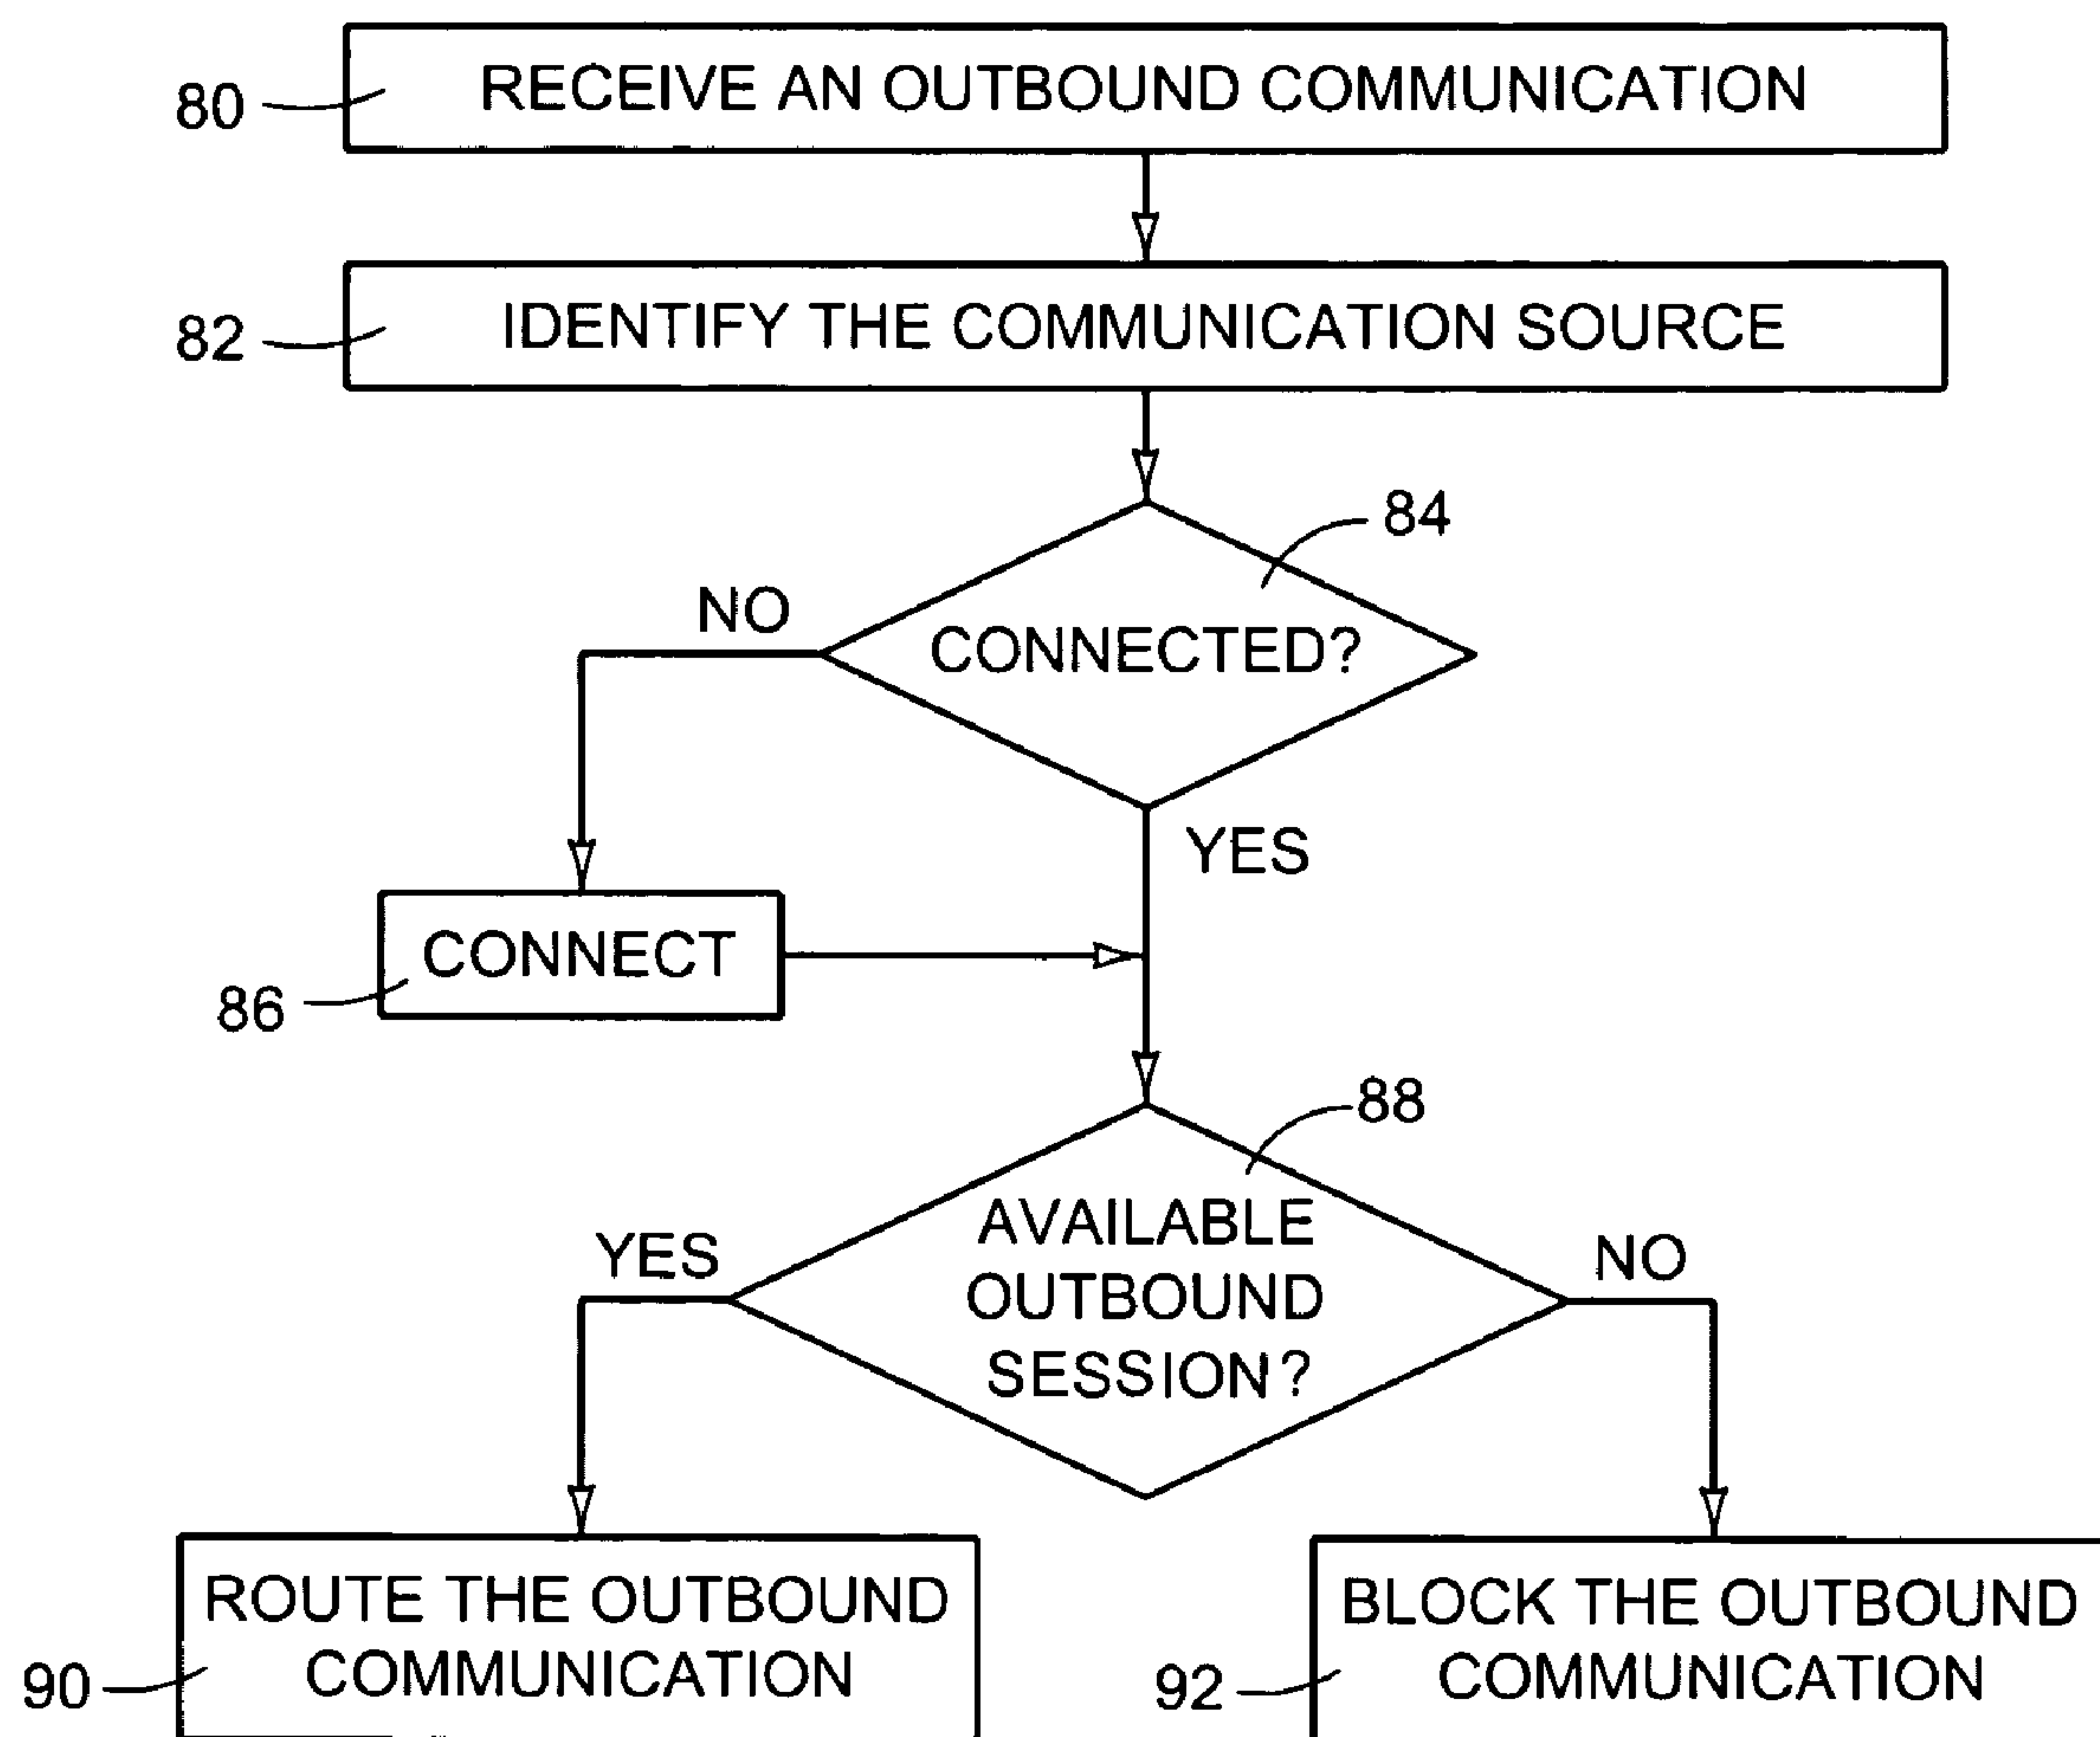 RECEIVE AN OUTBOUND COMMUNICATION
80
IDENTIFY THE COMMUNICATION SOURCE
82
84
NO
CONNECTED?
YES
CONNECT
86
88
AVAILABLE
OUTBOUND
SESSION?
YES
NO
ROUTE THE OUTBOUND
COMMUNICATION
90
BLOCK THE OUTBOUND
COMMUNICATION
92